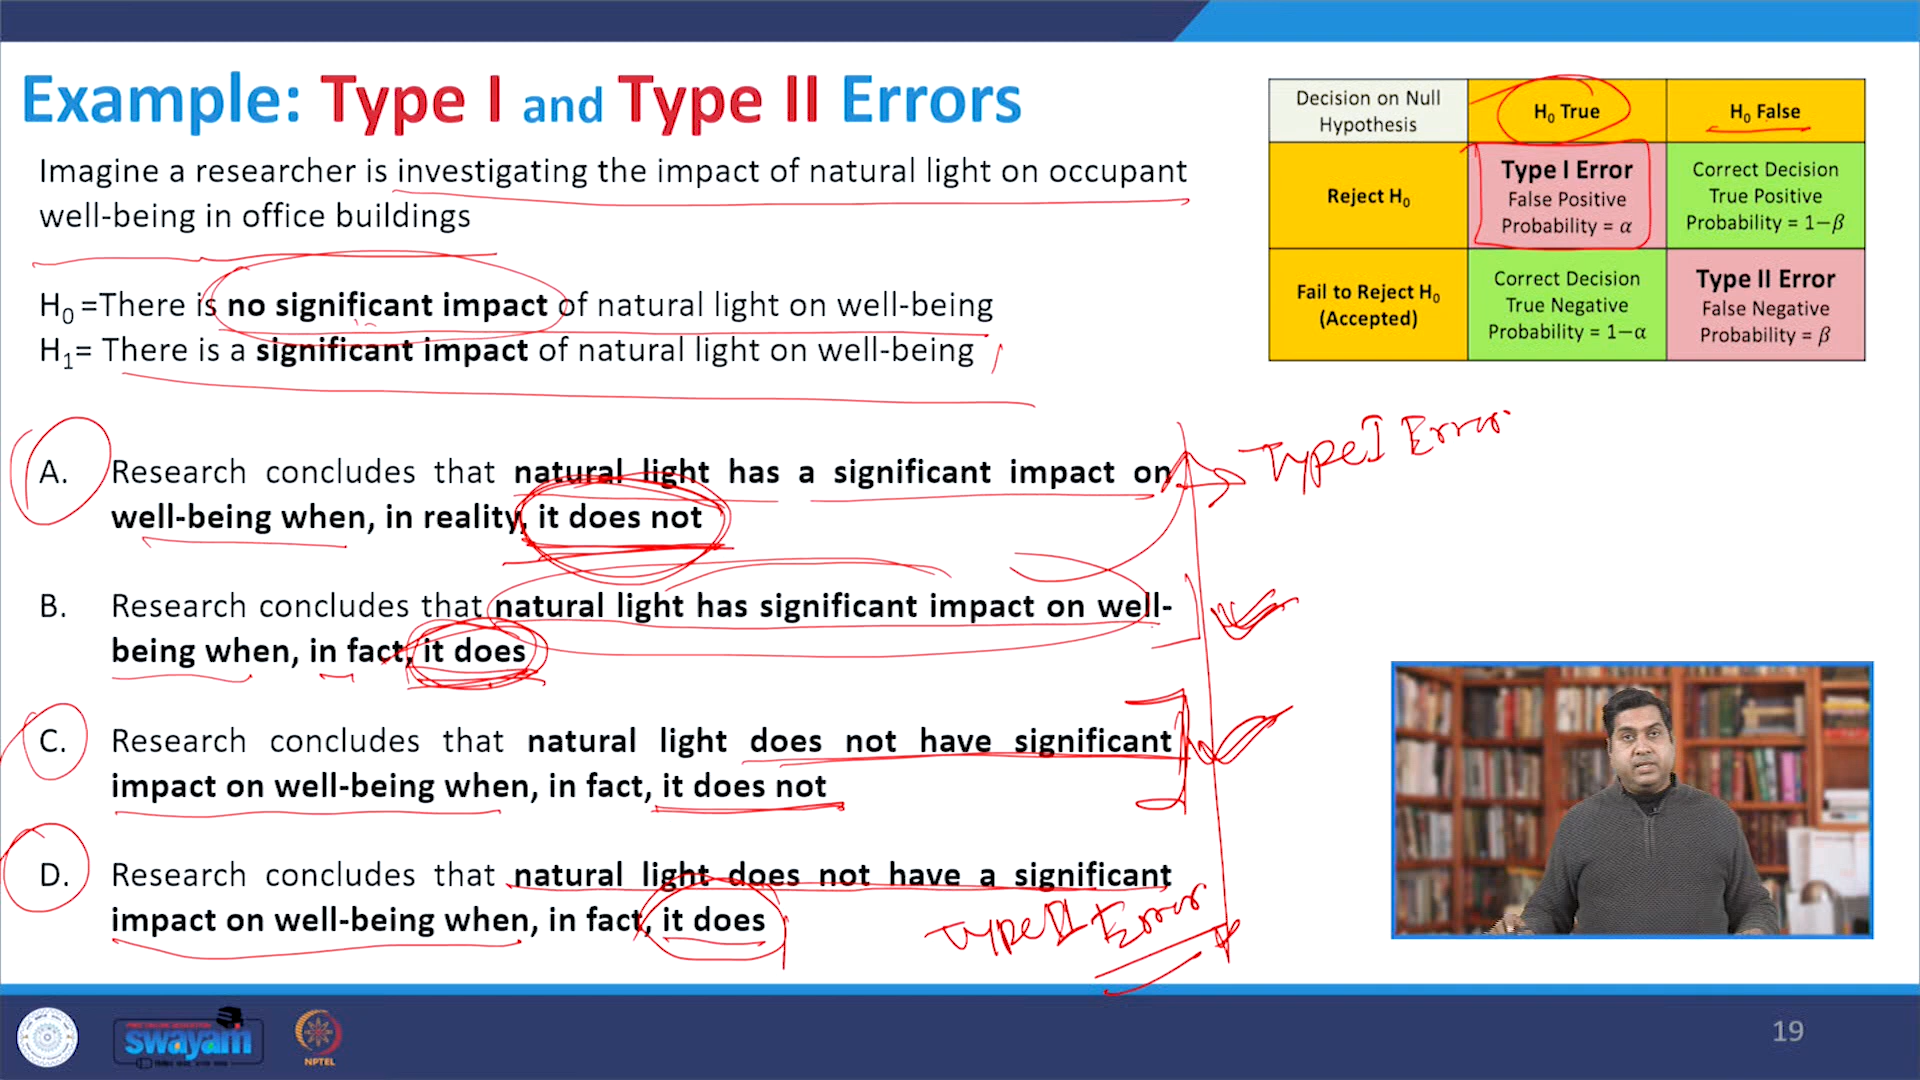 Example: Type I and Type II Errors
Imagine a researcher is investigating the impact of natural light on occupant
well-being in office buildings
H₀ =There is no significant impact of natural light on well-being
H₁= There is a significant impact of natural light on well-being
A. Research concludes that natural light has a significant impact on
well-being when, in reality, it does not
B. Research concludes that natural light has significant impact on well-
being when, in fact, it does
C. Research concludes that natural light does not have significant
impact on well-being when, in fact, it does not
D. Research concludes that natural light does not have a significant
impact on well-being when, in fact, it does
Type I Error
Type II Error
Decision on Null
Hypothesis
H₀ True
H₀ False
Reject H₀
Type I Error
False Positive
Probability = α
Correct Decision
True Positive
Probability = 1−β
Fail to Reject H₀
(Accepted)
Correct Decision
True Negative
Probability = 1−α
Type II Error
False Negative
Probability = β
swayam
NPTEL
19